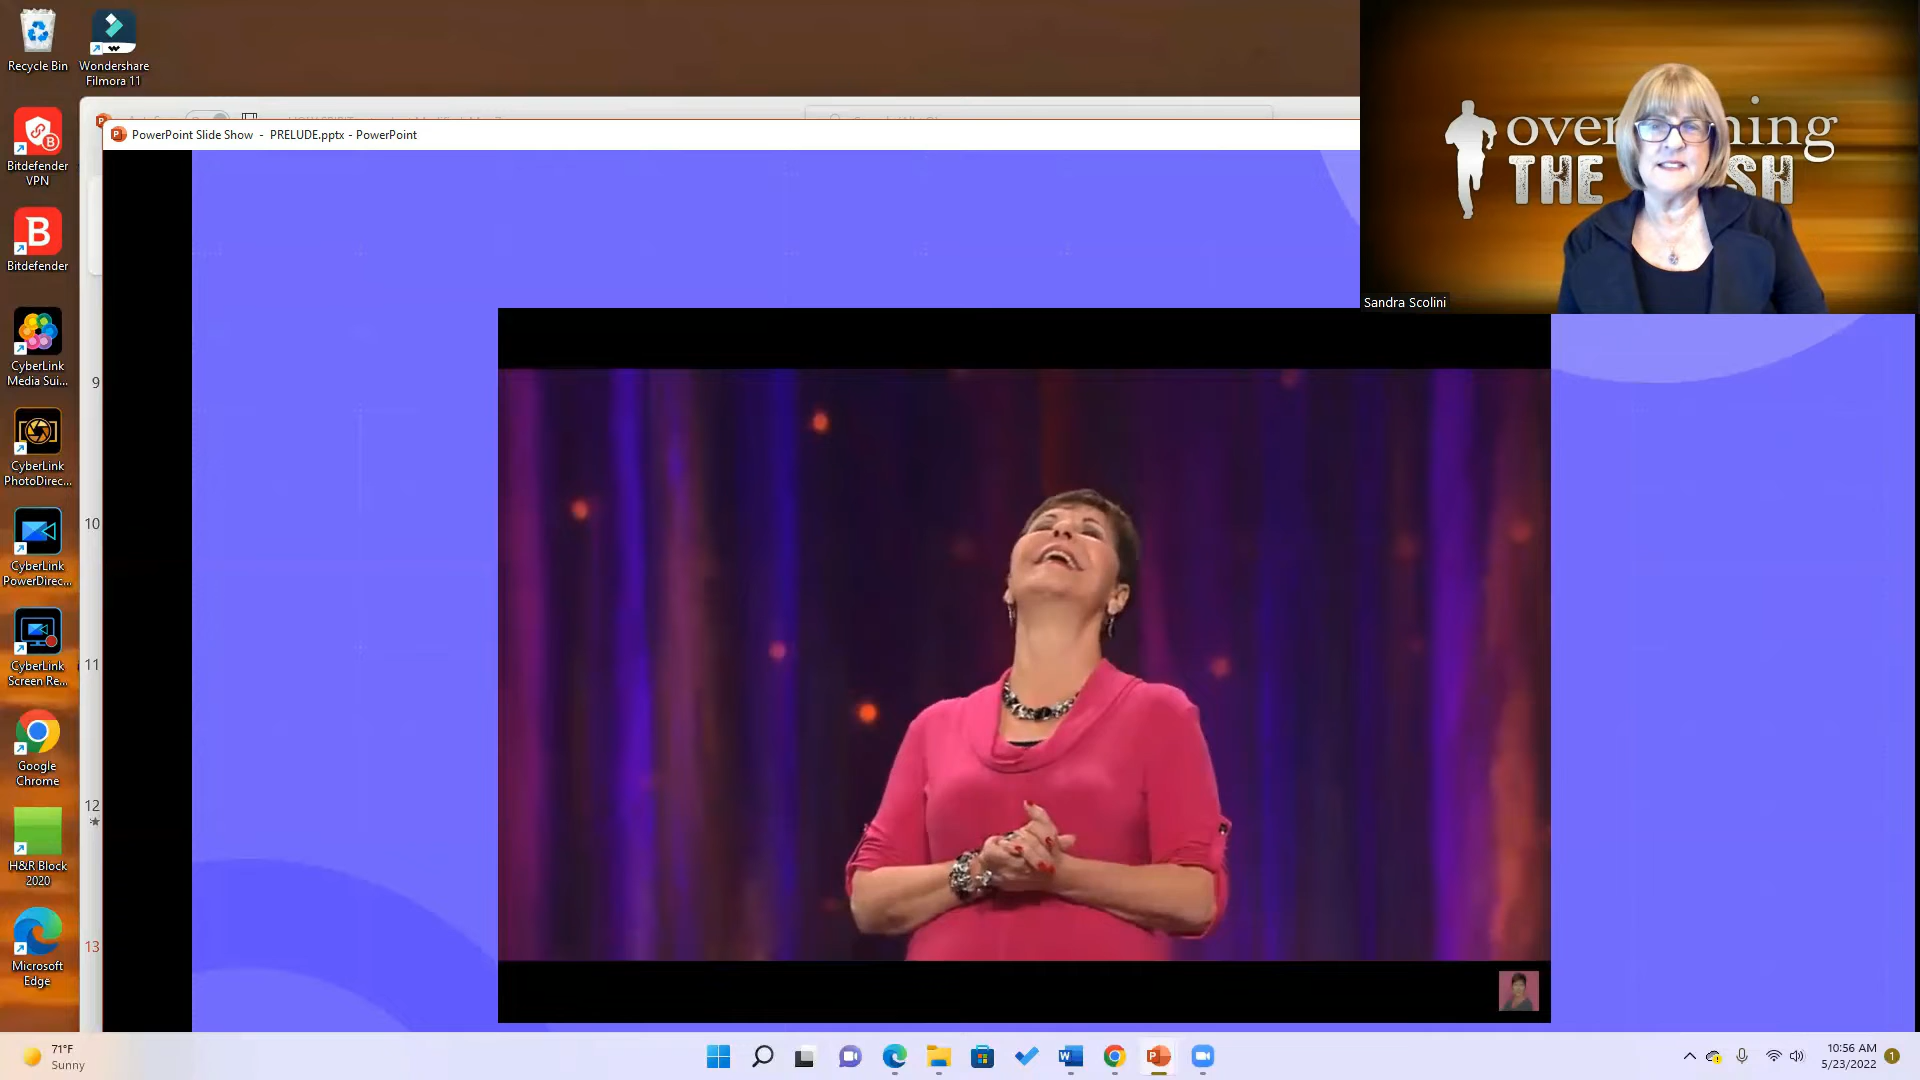 Recycle Bin
Wondershare
Filmora 11
Bitdefender
VPN
Bitdefender
CyberLink
Media Sui...
CyberLink
PhotoDirec...
CyberLink
PowerDirec...
CyberLink
Screen Re...
Google
Chrome
H&R Block
2020
Microsoft
Edge
PowerPoint Slide Show - PRELUDE.pptx - PowerPoint
9
10
11
12
13
THE
Sandra Scolini
71°F
Sunny
10:56 AM
5/23/2022
1